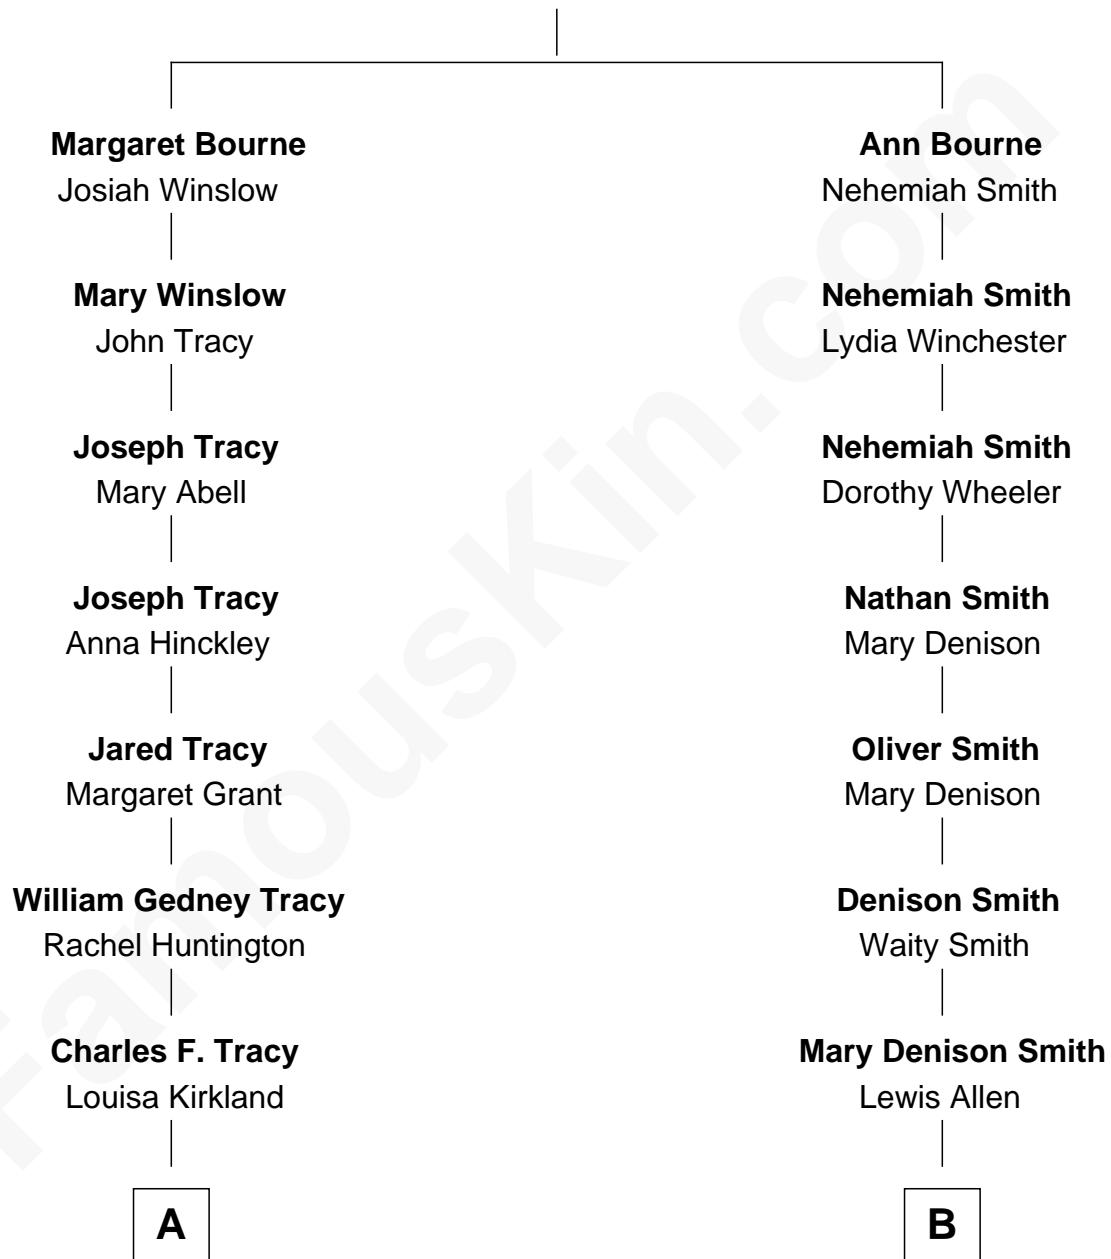 Margaret Bourne
Josiah Winslow
Ann Bourne
Nehemiah Smith
Mary Winslow
John Tracy
Nehemiah Smith
Lydia Winchester
Joseph Tracy
Mary Abell
Nehemiah Smith
Dorothy Wheeler
Joseph Tracy
Anna Hinckley
Nathan Smith
Mary Denison
Jared Tracy
Margaret Grant
Oliver Smith
Mary Denison
William Gedney Tracy
Rachel Huntington
Denison Smith
Waity Smith
Charles F. Tracy
Louisa Kirkland
Mary Denison Smith
Lewis Allen
A
B
FamousKin.com